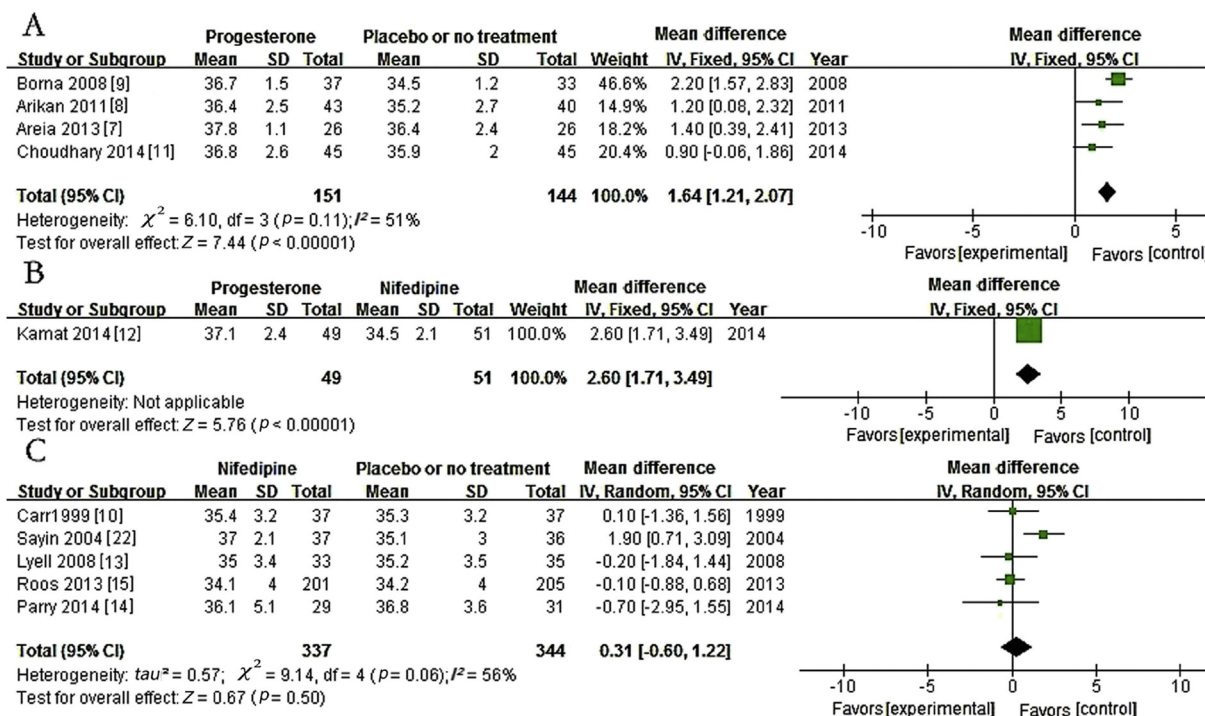 A
Progesterone Placebo or no treatment Mean difference Mean difference
Study or Subgroup Mean SD Total Mean SD Total Weight IV, Fixed, 95% CI Year IV, Fixed, 95% CI
Borna 2008 [9] 36.7 1.5 37 34.5 1.2 33 46.6% 2.20 [1.57, 2.83] 2008
Arikan 2011 [8] 36.4 2.5 43 35.2 2.7 40 14.9% 1.20 [0.08, 2.32] 2011
Areia 2013 [7] 37.8 1.1 26 36.4 2.4 26 18.2% 1.40 [0.39, 2.41] 2013
Choudhary 2014 [11] 36.8 2.6 45 35.9 2 45 20.4% 0.90 [-0.06, 1.86] 2014
Total (95% CI) 151 144 100.0% 1.64 [1.21, 2.07]
Heterogeneity: χ² = 6.10, df = 3 (p = 0.11); I² = 51%
Test for overall effect: Z = 7.44 (p < 0.00001)
-10 -5 0 5
Favors [experimental] Favors [control]
B
Progesterone Nifedipine Mean difference Mean difference
Study or Subgroup Mean SD Total Mean SD Total Weight IV, Fixed, 95% CI Year IV, Fixed, 95% CI
Kamat 2014 [12] 37.1 2.4 49 34.5 2.1 51 100.0% 2.60 [1.71, 3.49] 2014
Total (95% CI) 49 51 100.0% 2.60 [1.71, 3.49]
Heterogeneity: Not applicable
Test for overall effect: Z = 5.76 (p < 0.00001)
-10 -5 0 5 10
Favors [experimental] Favors [control]
C
Nifedipine Placebo or no treatment Mean difference Mean difference
Study or Subgroup Mean SD Total Mean SD Total IV, Random, 95% CI Year IV, Random, 95% CI
Carr1999 [10] 35.4 3.2 37 35.3 3.2 37 0.10 [-1.36, 1.56] 1999
Sayin 2004 [22] 37 2.1 37 35.1 3 36 1.90 [0.71, 3.09] 2004
Lyell 2008 [13] 35 3.4 33 35.2 3.5 35 -0.20 [-1.84, 1.44] 2008
Roos 2013 [15] 34.1 4 201 34.2 4 205 -0.10 [-0.88, 0.68] 2013
Parry 2014 [14] 36.1 5.1 29 36.8 3.6 31 -0.70 [-2.95, 1.55] 2014
Total (95% CI) 337 344 0.31 [-0.60, 1.22]
Heterogeneity: tau² = 0.57; χ² = 9.14, df = 4 (p = 0.06); I² = 56%
Test for overall effect: Z = 0.67 (p = 0.50)
-10 -5 0 5 10
Favors [experimental] Favors [control]